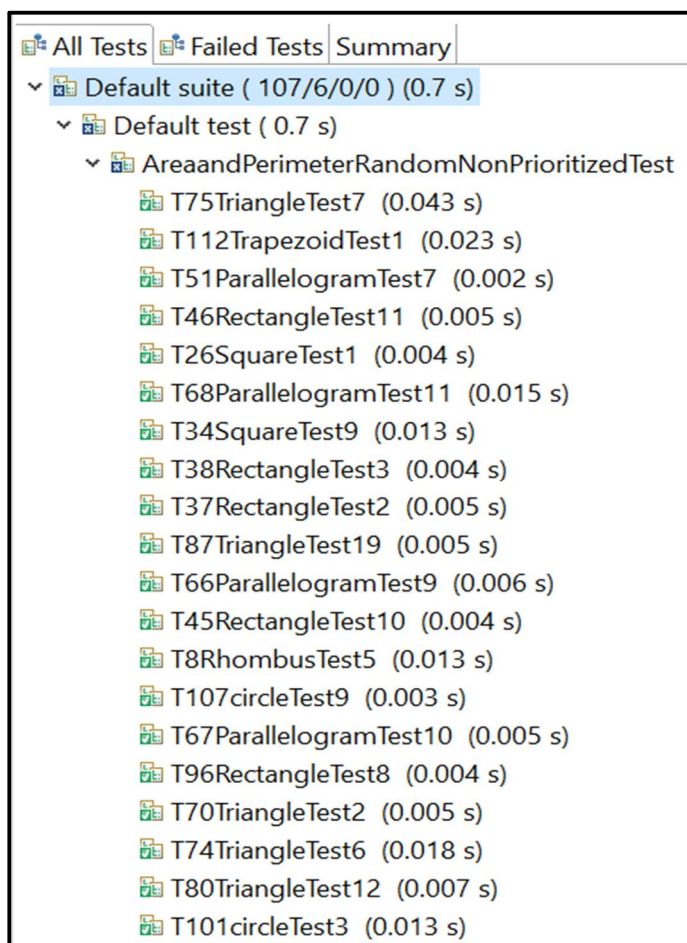 All Tests Failed Tests Summary
Default suite ( 107/6/0/0 ) (0.7 s)
Default test ( 0.7 s)
AreaandPerimeterRandomNonPrioritizedTest
T75TriangleTest7 (0.043 s)
T112TrapezoidTest1 (0.023 s)
T51ParallelogramTest7 (0.002 s)
T46RectangleTest11 (0.005 s)
T26SquareTest1 (0.004 s)
T68ParallelogramTest11 (0.015 s)
T34SquareTest9 (0.013 s)
T38RectangleTest3 (0.004 s)
T37RectangleTest2 (0.005 s)
T87TriangleTest19 (0.005 s)
T66ParallelogramTest9 (0.006 s)
T45RectangleTest10 (0.004 s)
T8RhombusTest5 (0.013 s)
T107circleTest9 (0.003 s)
T67ParallelogramTest10 (0.005 s)
T96RectangleTest8 (0.004 s)
T70TriangleTest2 (0.005 s)
T74TriangleTest6 (0.018 s)
T80TriangleTest12 (0.007 s)
T101circleTest3 (0.013 s)